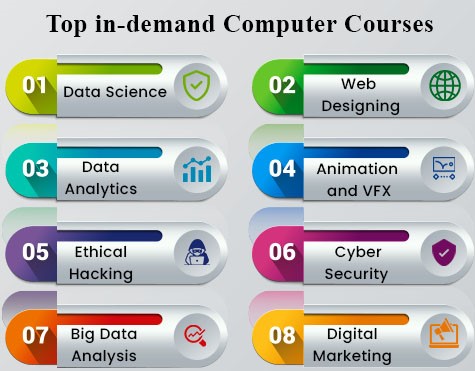 Top in-demand Computer Courses
01
Data Science
02
Web
Designing
03
Data
Analytics
04
Animation
and VFX
05
Ethical
Hacking
06
Cyber
Security
07
Big Data
Analysis
08
Digital
Marketing